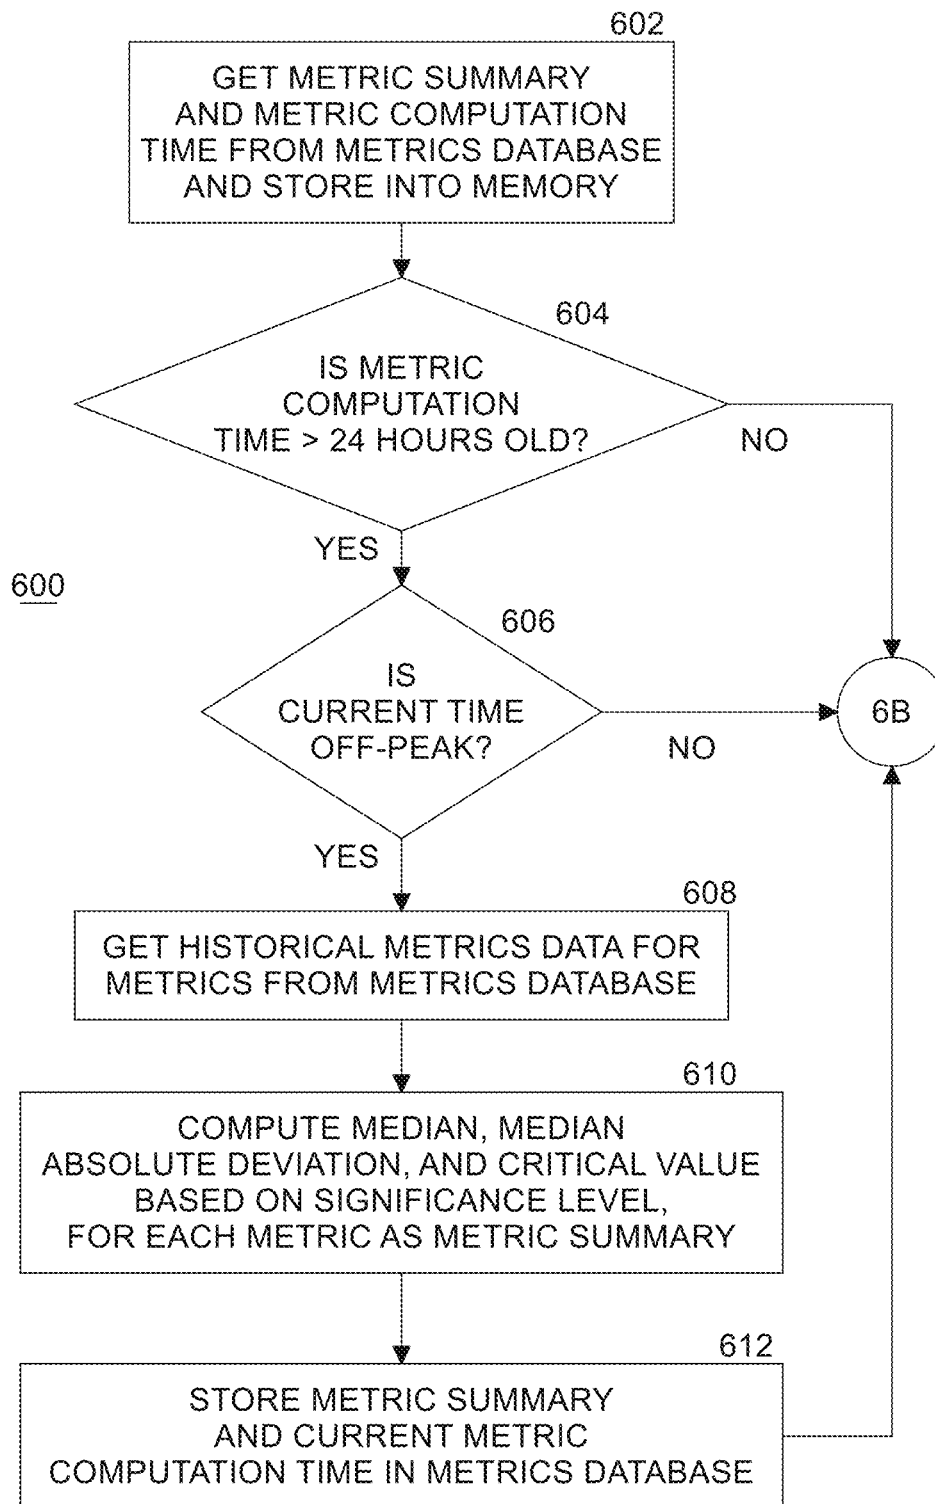 602
GET METRIC SUMMARY
AND METRIC COMPUTATION
TIME FROM METRICS DATABASE
AND STORE INTO MEMORY
604
IS METRIC
COMPUTATION
TIME > 24 HOURS OLD?
NO
YES
600
606
IS
CURRENT TIME
OFF-PEAK?
NO
6B
YES
608
GET HISTORICAL METRICS DATA FOR
METRICS FROM METRICS DATABASE
610
COMPUTE MEDIAN, MEDIAN
ABSOLUTE DEVIATION, AND CRITICAL VALUE
BASED ON SIGNIFICANCE LEVEL,
FOR EACH METRIC AS METRIC SUMMARY
612
STORE METRIC SUMMARY
AND CURRENT METRIC
COMPUTATION TIME IN METRICS DATABASE